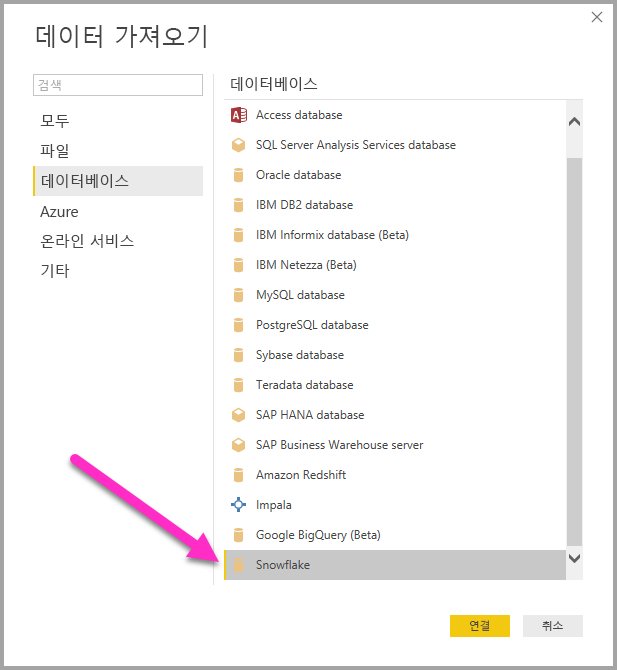 데이터 가져오기
검색
모두
파일
데이터베이스
Azure
온라인 서비스
기타
데이터베이스
Access database
SQL Server Analysis Services database
Oracle database
IBM DB2 database
IBM Informix database (Beta)
IBM Netezza (Beta)
MySQL database
PostgreSQL database
Sybase database
Teradata database
SAP HANA database
SAP Business Warehouse server
Amazon Redshift
Impala
Google BigQuery (Beta)
Snowflake
연결
취소